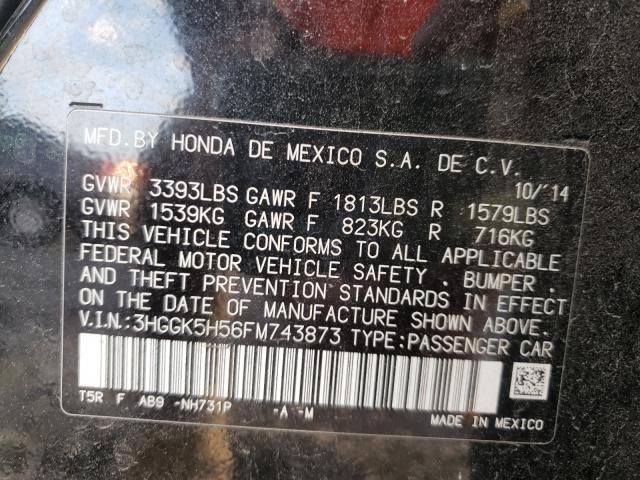 MFD. BY HONDA DE MEXICO S.A. DE C.V.
10/'14
GVWR 3393LBS GAWR F 1813LBS R 1579LBS
GVWR 1539KG GAWR F 823KG R 716KG
THIS VEHICLE CONFORMS TO ALL APPLICABLE
FEDERAL MOTOR VEHICLE SAFETY, BUMPER,
AND THEFT PREVENTION STANDARDS IN EFFECT
ON THE DATE OF MANUFACTURE SHOWN ABOVE.
V.I.N.:3HGGK5H56FM743873 TYPE:PASSENGER CAR
T5R F AB9 -NH731P -A -M
MADE IN MEXICO